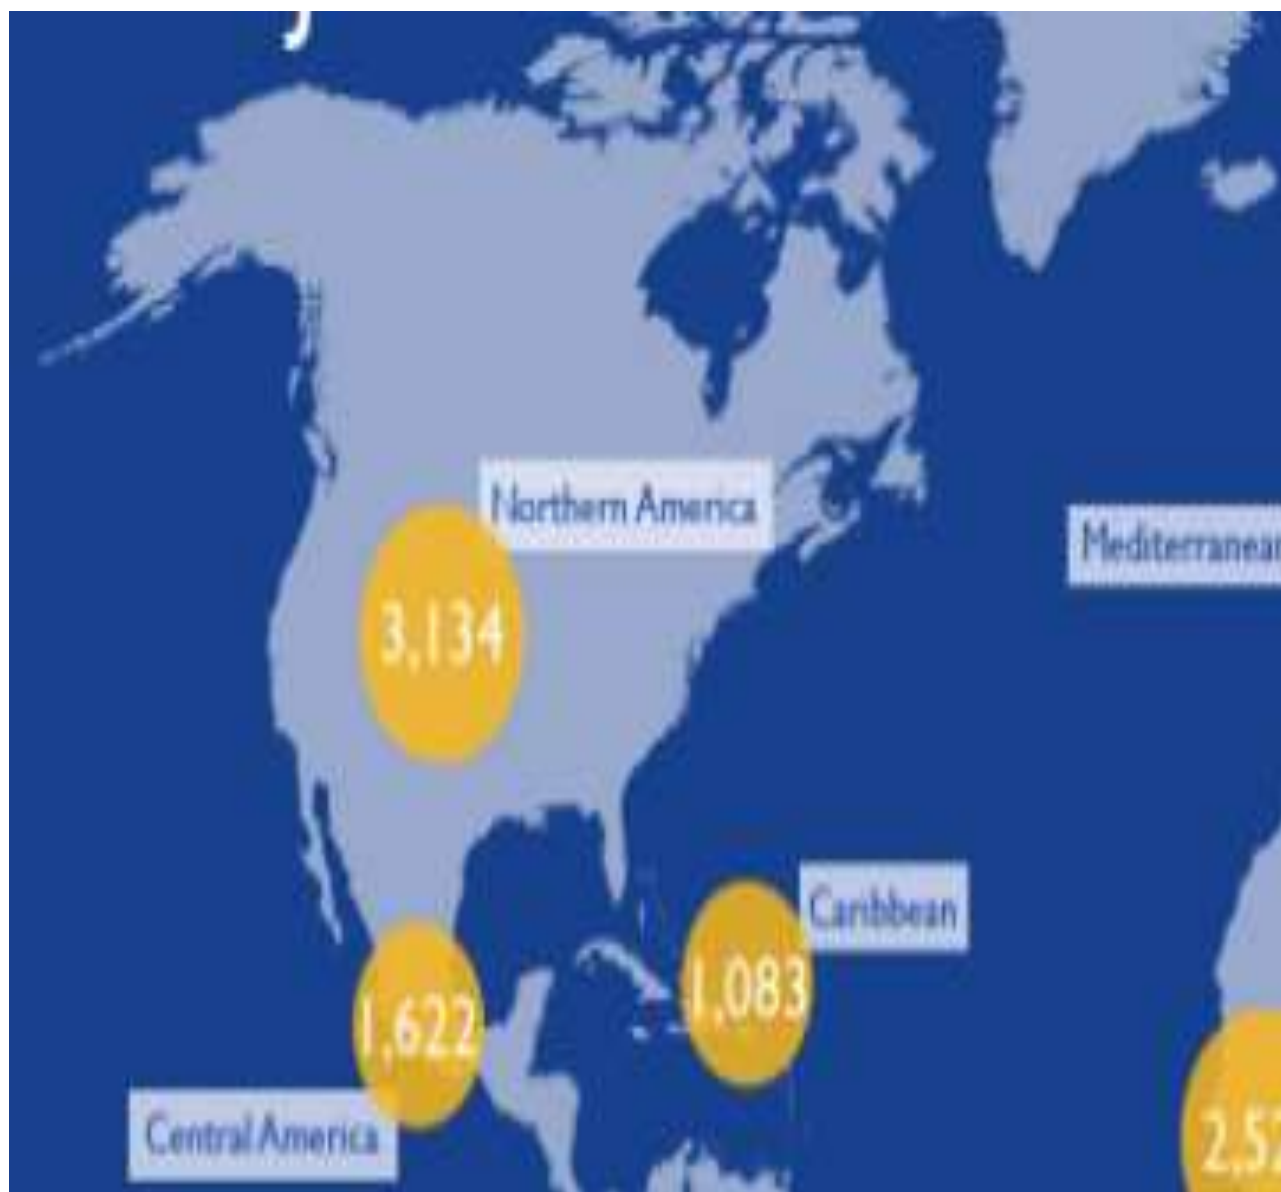 Northern America
Mediterranean
3,134
Caribbean
1,083
1,622
Central America